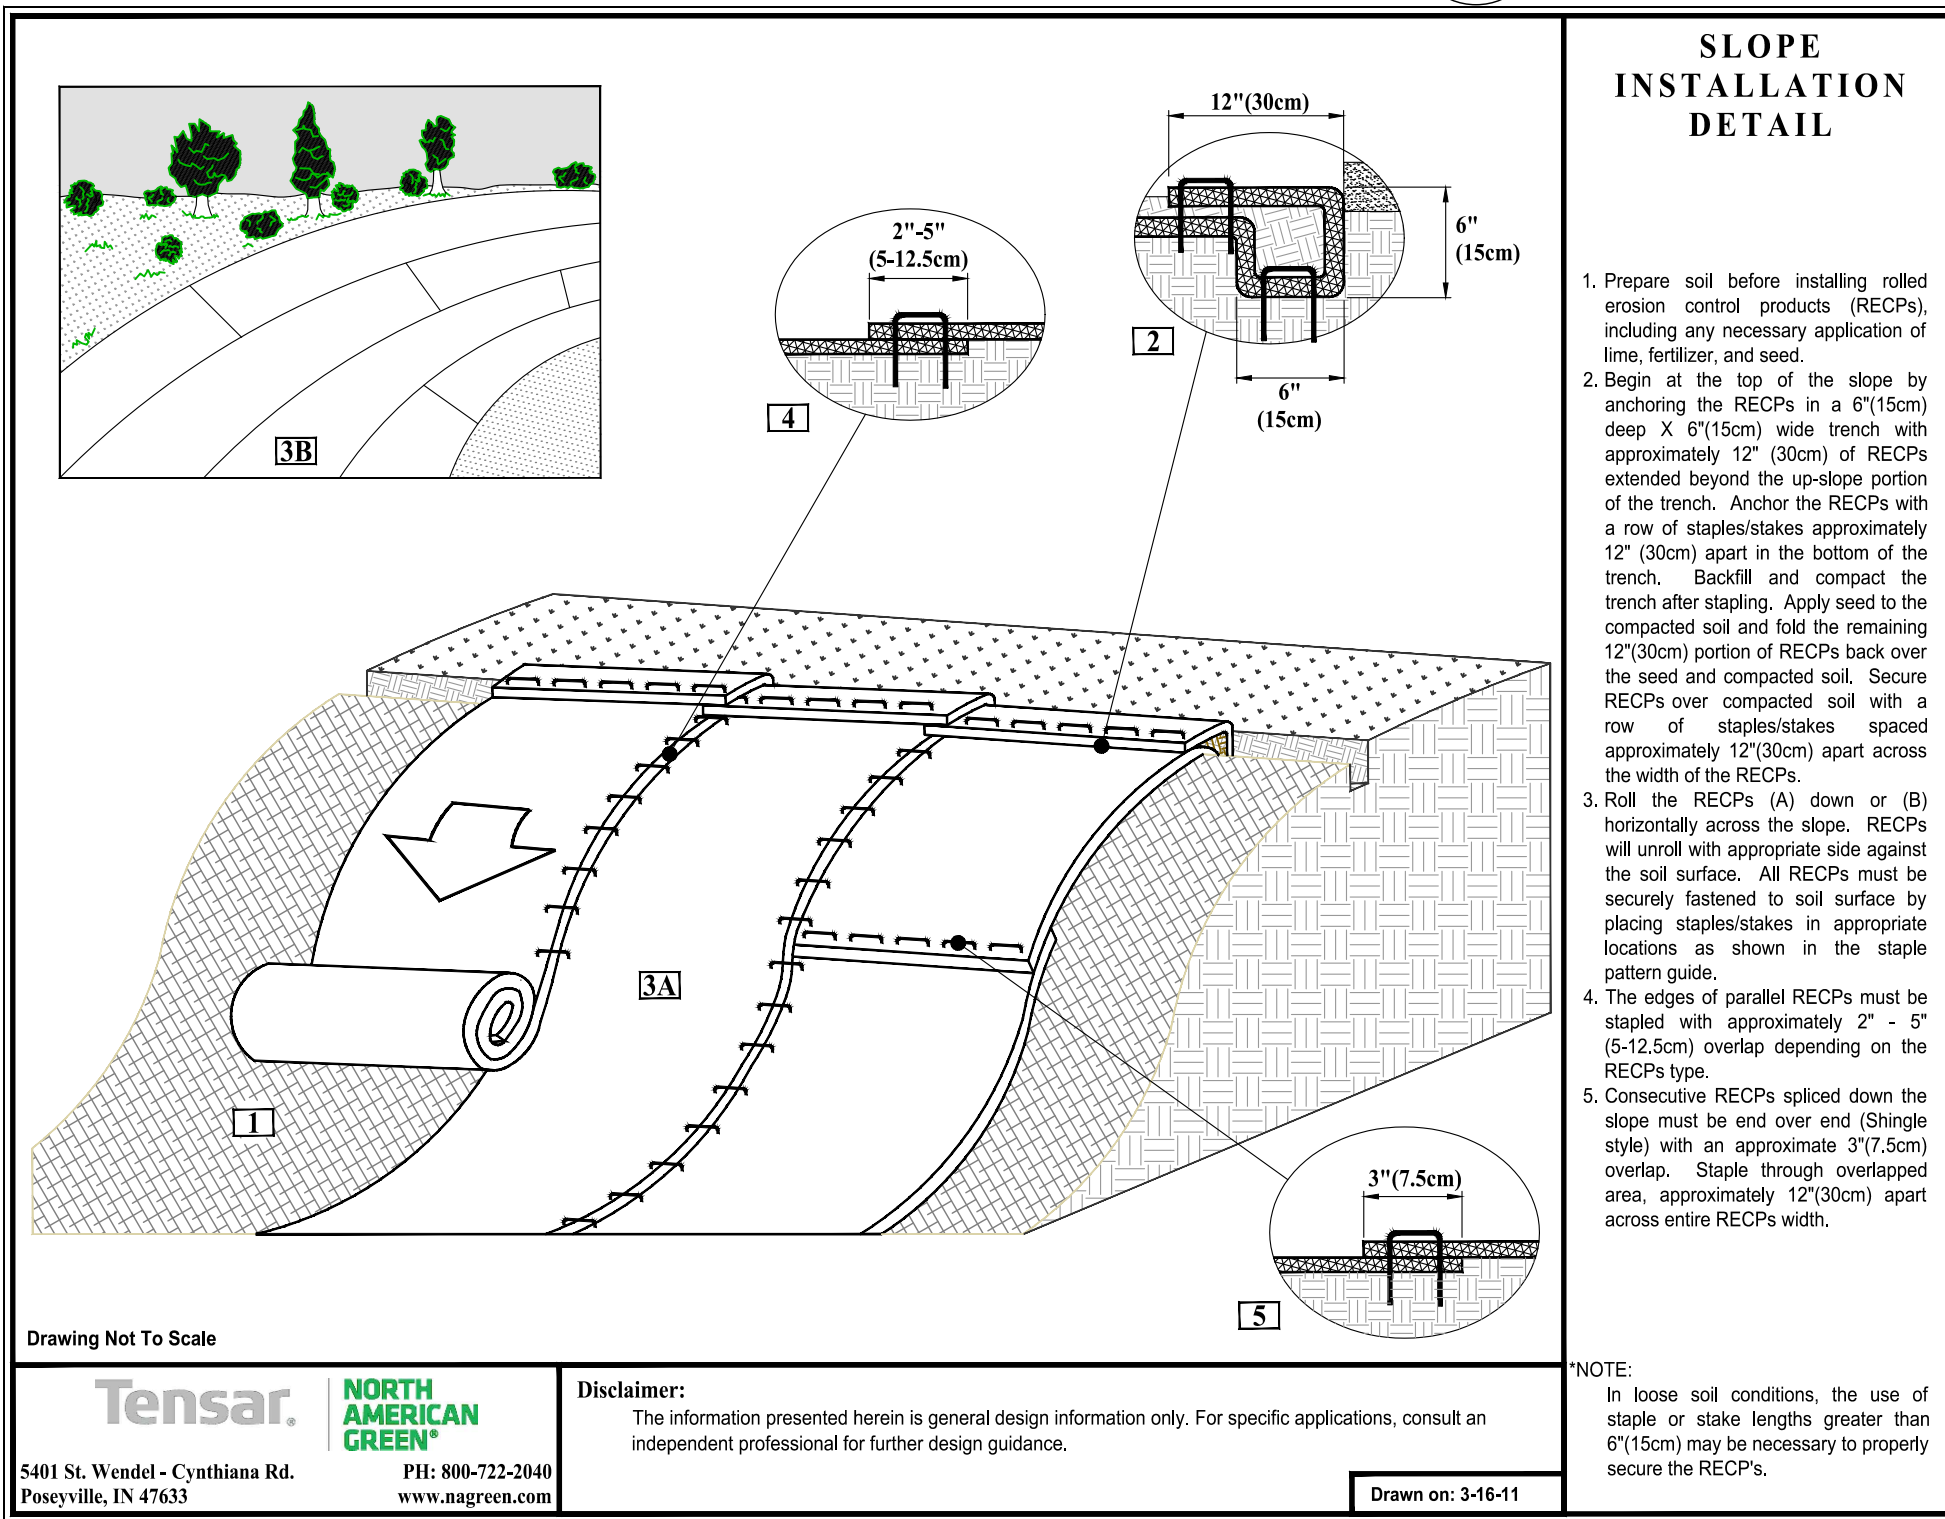 SLOPE
INSTALLATION
DETAIL
12"(30cm)
6"
(15cm)
2
6"
(15cm)
2"-5"
(5-12.5cm)
4
3B
3A
1
3"(7.5cm)
5
Drawing Not To Scale
1. Prepare soil before installing rolled
erosion control products (RECPs),
including any necessary application of
lime, fertilizer, and seed.
2. Begin at the top of the slope by
anchoring the RECPs in a 6"(15cm)
deep X 6"(15cm) wide trench with
approximately 12" (30cm) of RECPs
extended beyond the up-slope portion
of the trench. Anchor the RECPs with
a row of staples/stakes approximately
12" (30cm) apart in the bottom of the
trench. Backfill and compact the
trench after stapling. Apply seed to the
compacted soil and fold the remaining
12"(30cm) portion of RECPs back over
the seed and compacted soil. Secure
RECPs over compacted soil with a
row of staples/stakes spaced
approximately 12"(30cm) apart across
the width of the RECPs.
3. Roll the RECPs (A) down or (B)
horizontally across the slope. RECPs
will unroll with appropriate side against
the soil surface. All RECPs must be
securely fastened to soil surface by
placing staples/stakes in appropriate
locations as shown in the staple
pattern guide.
4. The edges of parallel RECPs must be
stapled with approximately 2" - 5"
(5-12.5cm) overlap depending on the
RECPs type.
5. Consecutive RECPs spliced down the
slope must be end over end (Shingle
style) with an approximate 3"(7.5cm)
overlap. Staple through overlapped
area, approximately 12"(30cm) apart
across entire RECPs width.
*NOTE:
In loose soil conditions, the use of
staple or stake lengths greater than
6"(15cm) may be necessary to properly
secure the RECP's.
Tensar®
NORTH
AMERICAN
GREEN®
5401 St. Wendel - Cynthiana Rd.
Poseyville, IN 47633
PH: 800-722-2040
www.nagreen.com
Disclaimer:
The information presented herein is general design information only. For specific applications, consult an
independent professional for further design guidance.
Drawn on: 3-16-11